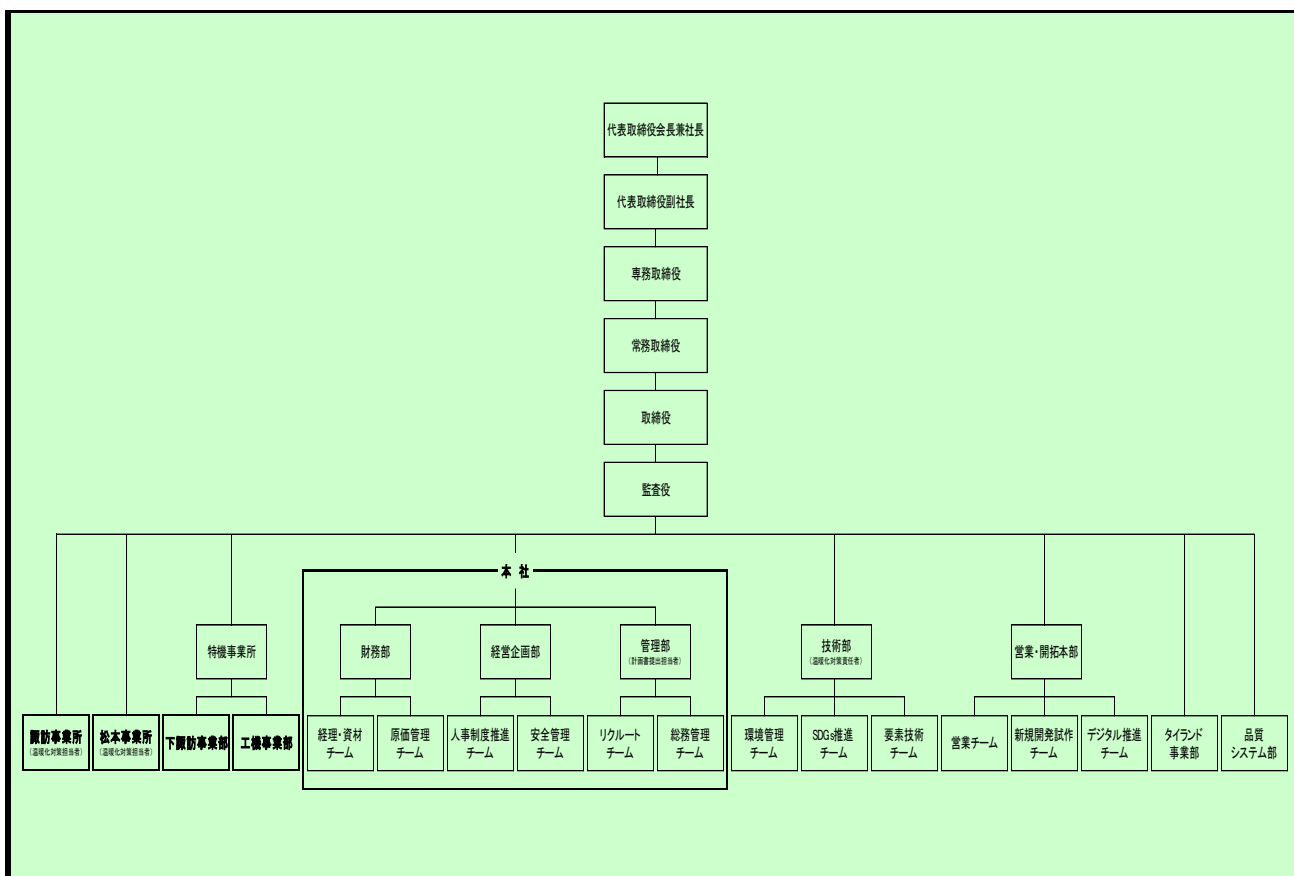 代表取締役会長兼社長
代表取締役副社長
専務取締役
常務取締役
取締役
監査役
本 社
特機事業所
財務部
経営企画部
管理部
(計画書提出担当者)
技術部
(温暖化対策責任者)
営業・開拓本部
諏訪事業所
(温暖化対策担当者)
松本事業所
(温暖化対策担当者)
下諏訪事業部
工機事業部
経理・資材
チーム
原価管理
チーム
人事制度推進
チーム
安全管理
チーム
リクルート
チーム
総務管理
チーム
環境管理
チーム
SDGs推進
チーム
要素技術
チーム
営業チーム
新規開発試作
チーム
デジタル推進
チーム
タイランド
事業部
品質
システム部